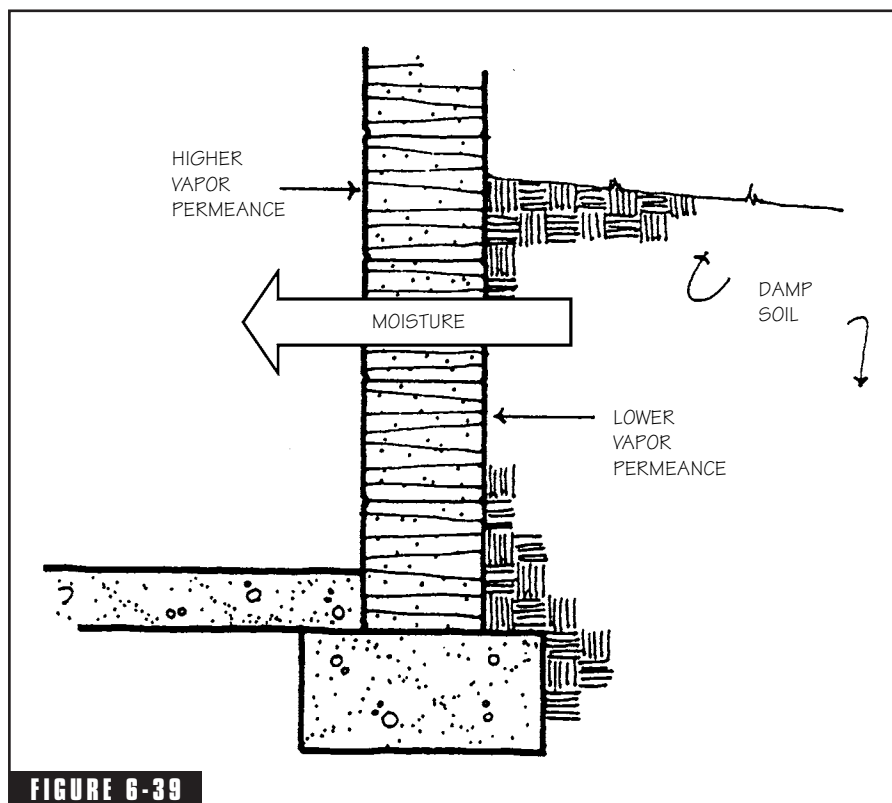 HIGHER
VAPOR
PERMEANCE
MOISTURE
DAMP
SOIL
LOWER
VAPOR
PERMEANCE
FIGURE 6-39